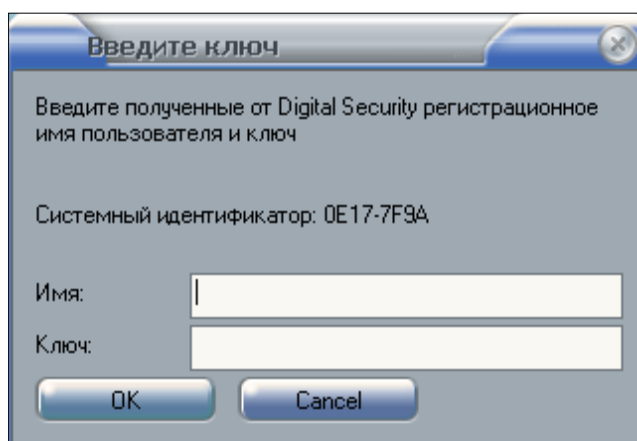 Введите ключ
Введите полученные от Digital Security регистрационное
имя пользователя и ключ
Системный идентификатор: 0E17-7F9A
Имя:
Ключ:
OK
Cancel